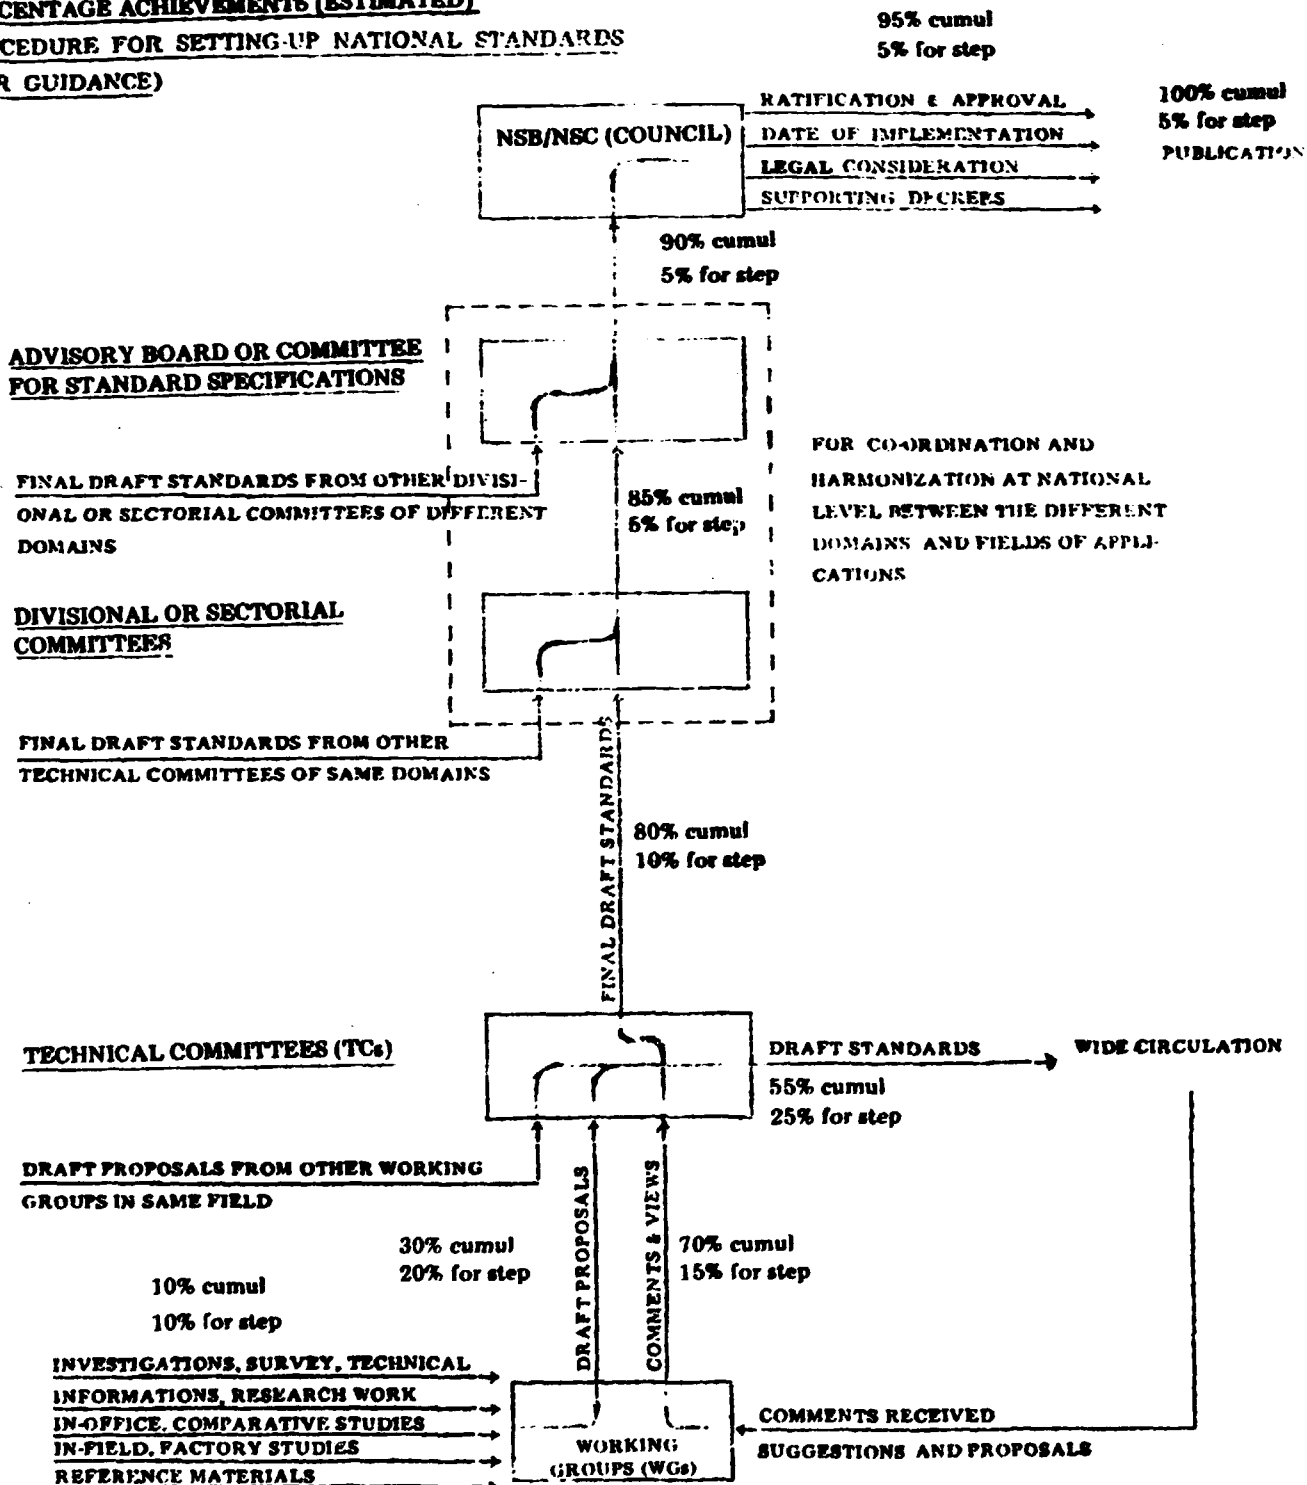 CENTAGE ACHIEVEMENTS (ESTIMATED)
CEDURE FOR SETTING-UP NATIONAL STANDARDS
R GUIDANCE)
95% cumul
5% for step
NSB/NSC (COUNCIL)
RATIFICATION & APPROVAL
DATE OF IMPLEMENTATION
LEGAL CONSIDERATION
SUPPORTING DECREES
100% cumul
5% for step
PUBLICATION
90% cumul
5% for step
ADVISORY BOARD OR COMMITTEE
FOR STANDARD SPECIFICATIONS
FINAL DRAFT STANDARDS FROM OTHER DIVISI-
ONAL OR SECTORIAL COMMITTEES OF DIFFERENT
DOMAINS
85% cumul
5% for step
FOR CO-ORDINATION AND
HARMONIZATION AT NATIONAL
LEVEL BETWEEN THE DIFFERENT
DOMAINS AND FIELDS OF APPLI-
CATIONS
DIVISIONAL OR SECTORIAL
COMMITTEES
FINAL DRAFT STANDARDS FROM OTHER
TECHNICAL COMMITTEES OF SAME DOMAINS
FINAL DRAFT STANDARDS
80% cumul
10% for step
TECHNICAL COMMITTEES (TCs)
DRAFT STANDARDS
WIDE CIRCULATION
55% cumul
25% for step
DRAFT PROPOSALS FROM OTHER WORKING
GROUPS IN SAME FIELD
DRAFT PROPOSALS
COMMENTS & VIEWS
30% cumul
20% for step
70% cumul
15% for step
10% cumul
10% for step
INVESTIGATIONS, SURVEY, TECHNICAL
INFORMATIONS, RESEARCH WORK
IN-OFFICE, COMPARATIVE STUDIES
IN-FIELD, FACTORY STUDIES
REFERENCE MATERIALS
WORKING
GROUPS (WGs)
COMMENTS RECEIVED
SUGGESTIONS AND PROPOSALS